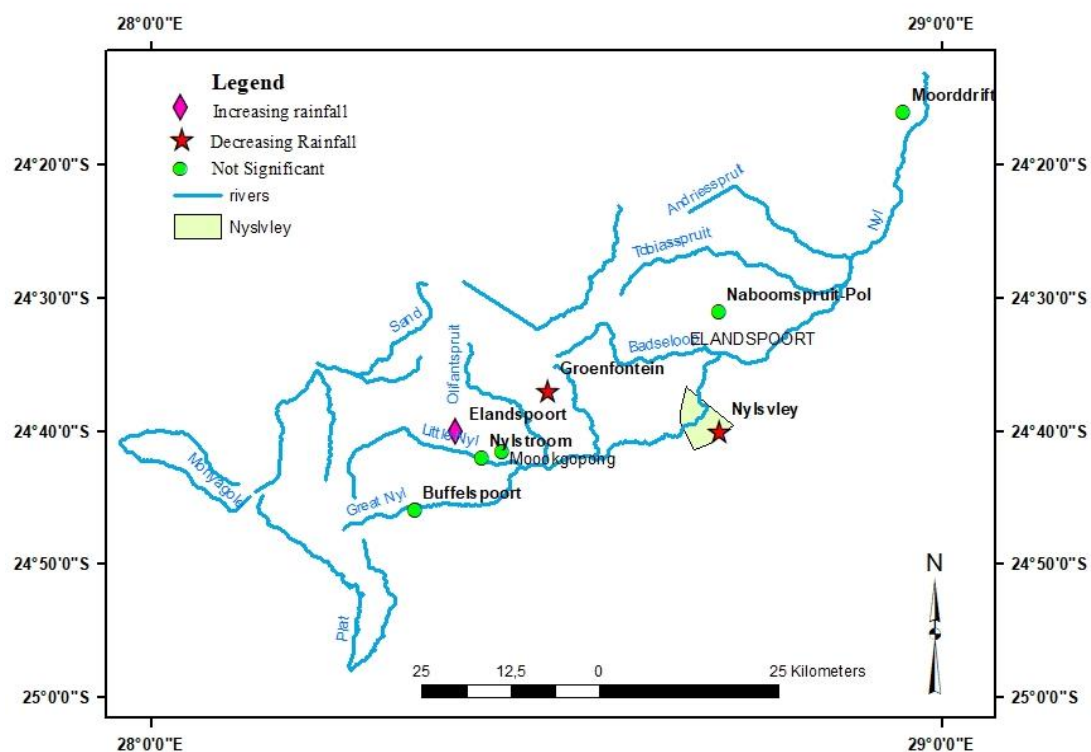 28°0'0"E
29°0'0"E
Legend
Increasing rainfall
Decreasing Rainfall
Not Significant
rivers
Nyslvley
Moorddrift
24°20'0"S
24°20'0"S
Andriesspruit
Nyl
Tobiasspruit
24°30'0"S
24°30'0"S
Naboomspruit-Pol
Sand
Badseloop
ELANDSPOORT
Olifantspruit
Groenfontein
Elandspoort
Nylsvley
24°40'0"S
24°40'0"S
Little Nyl
Nylstroom
Moookgopong
Monyagole
Buffelspoort
Great Nyl
24°50'0"S
24°50'0"S
N
Plat
25
12,5
0
25 Kilometers
25°0'0"S
25°0'0"S
28°0'0"E
29°0'0"E